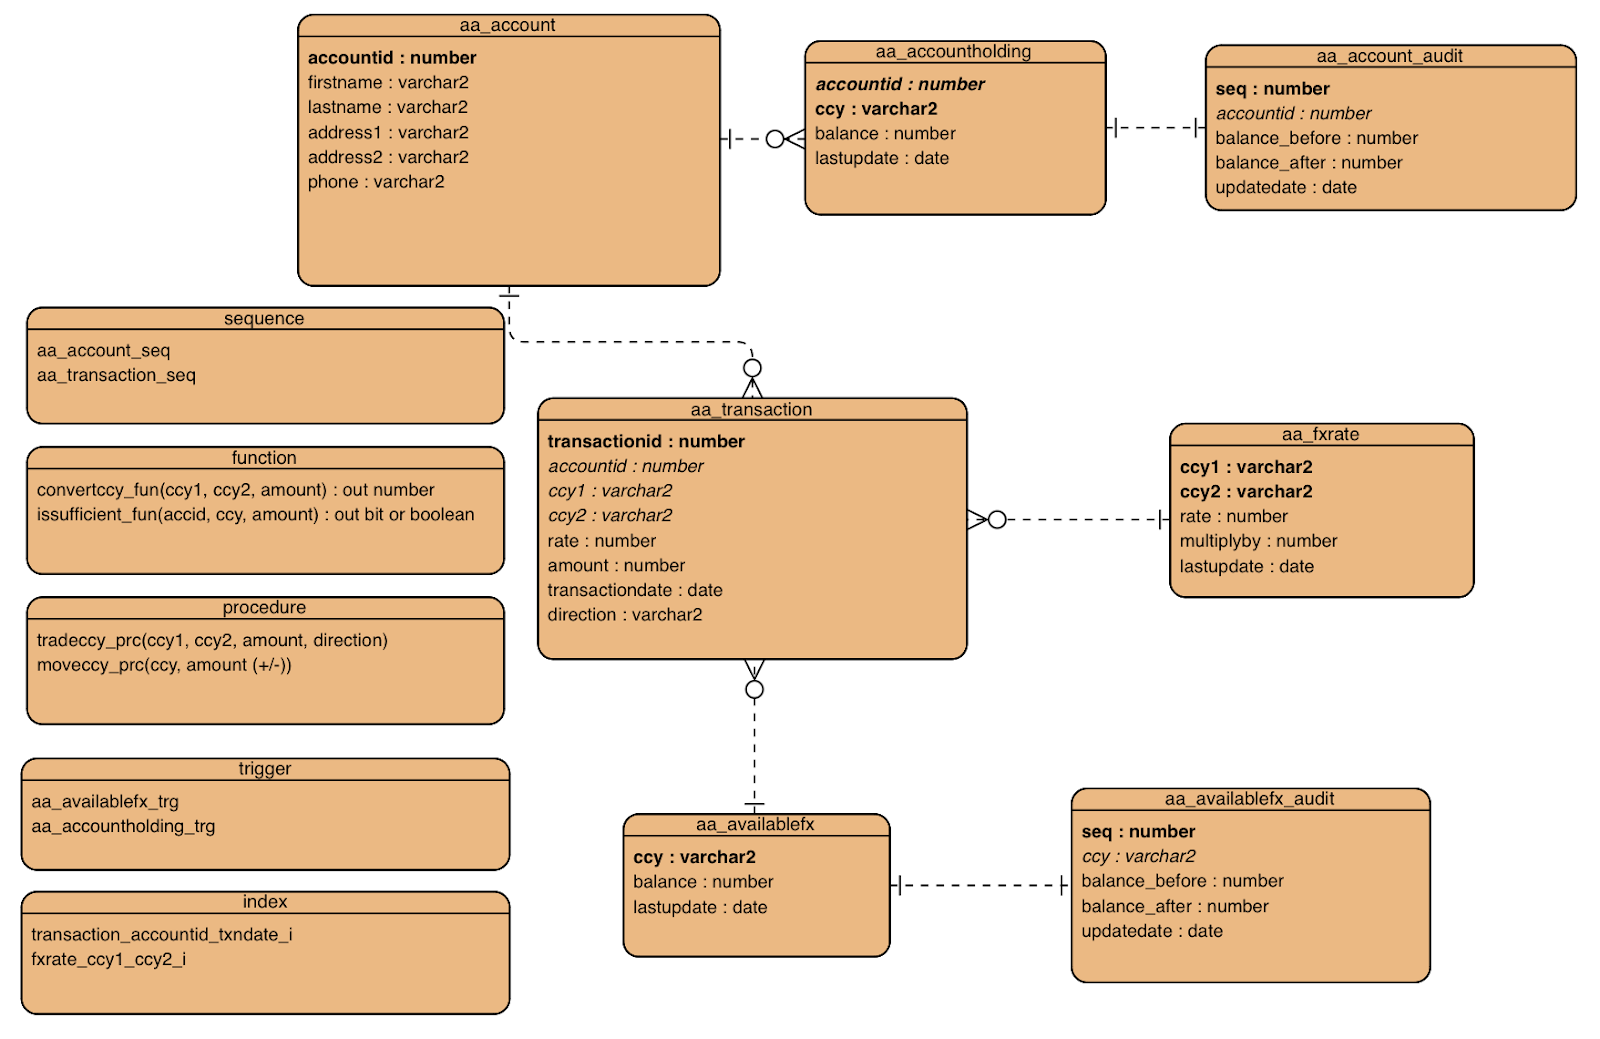 aa_account
accountid : number
firstname : varchar2
lastname : varchar2
address1 : varchar2
address2 : varchar2
phone : varchar2
aa_accountholding
accountid : number
ccy : varchar2
balance : number
lastupdate : date
aa_account_audit
seq : number
accountid : number
balance_before : number
balance_after : number
updatedate : date
sequence
aa_account_seq
aa_transaction_seq
function
convertccy_fun(ccy1, ccy2, amount) : out number
issufficient_fun(accid, ccy, amount) : out bit or boolean
procedure
tradeccy_prc(ccy1, ccy2, amount, direction)
moveccy_prc(ccy, amount (+/-))
trigger
aa_availablefx_trg
aa_accountholding_trg
index
transaction_accountid_txndate_i
fxrate_ccy1_ccy2_i
aa_transaction
transactionid : number
accountid : number
ccy1 : varchar2
ccy2 : varchar2
rate : number
amount : number
transactiondate : date
direction : varchar2
aa_fxrate
ccy1 : varchar2
ccy2 : varchar2
rate : number
multiplyby : number
lastupdate : date
aa_availablefx
ccy : varchar2
balance : number
lastupdate : date
aa_availablefx_audit
seq : number
ccy : varchar2
balance_before : number
balance_after : number
updatedate : date